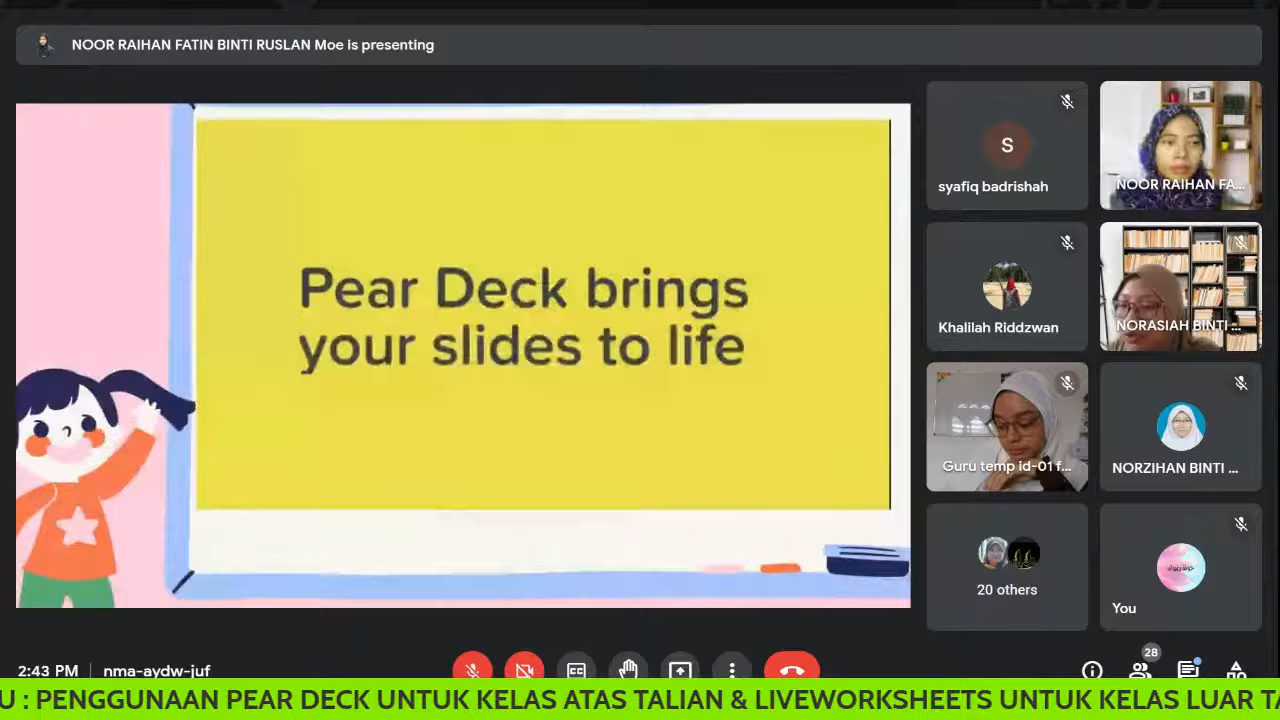 NOOR RAIHAN FATIN BINTI RUSLAN Moe is presenting
Pear Deck brings
your slides to life
S
syafiq badrishah
NOOR RAIHAN FA...
Khalilah Riddzwan
NORASIAH BINTI ...
Guru temp id-01 f...
NORZIHAN BINTI ...
20 others
You
2:43 PM | nma-aydw-juf
CC
28
U : PENGGUNAAN PEAR DECK UNTUK KELAS ATAS TALIAN & LIVEWORKSHEETS UNTUK KELAS LUAR TA